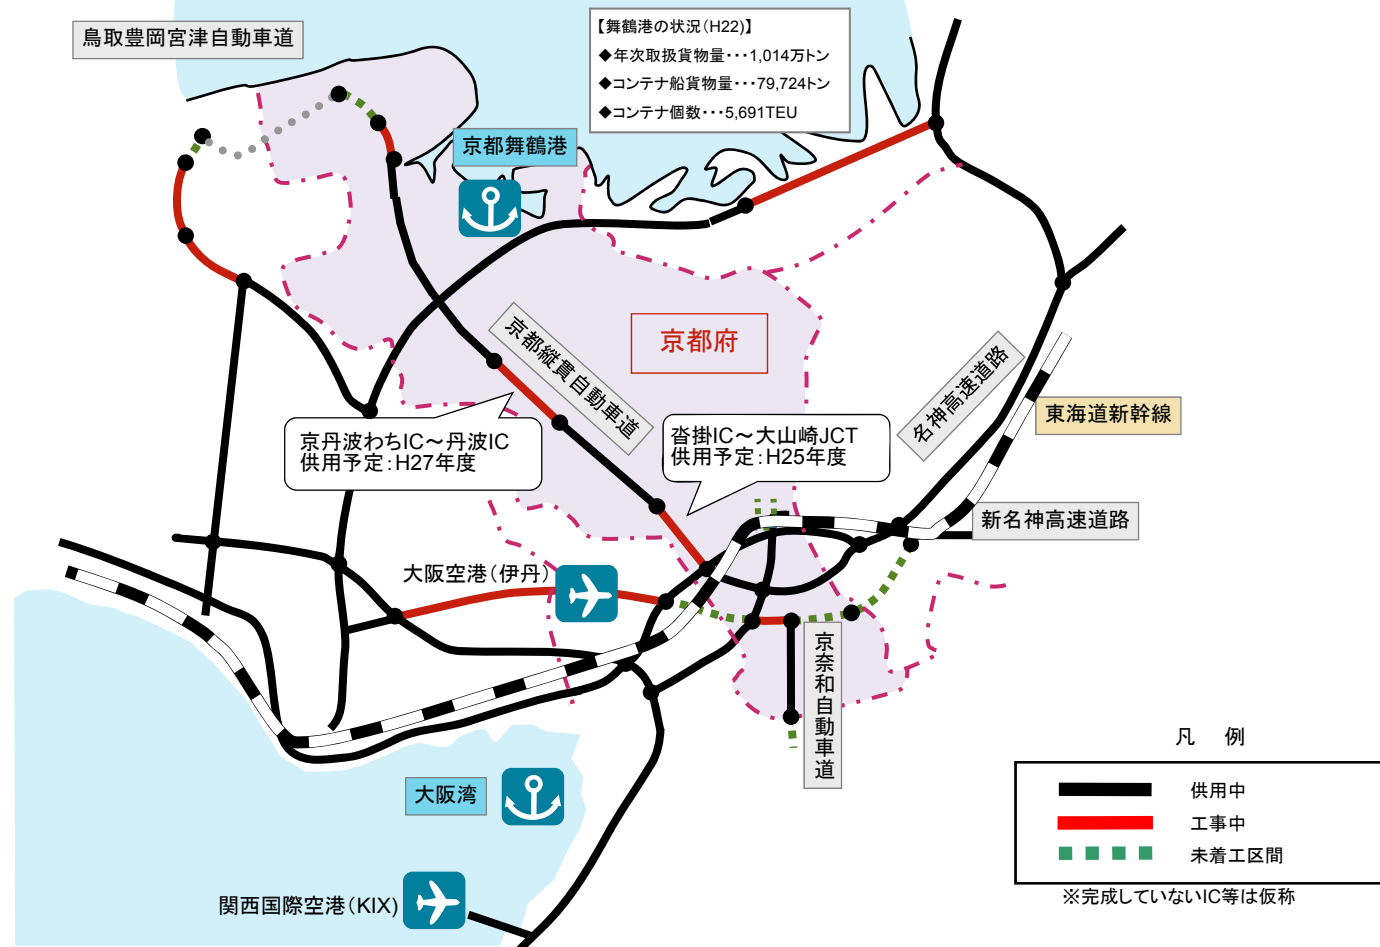 鳥取豊岡宮津自動車道
【舞鶴港の状況（H22）】
◆年次取扱貨物量・・・1,014万トン
◆コンテナ船貨物量・・・79,724トン
◆コンテナ個数・・・5,691TEU
京都舞鶴港
京都縦貫自動車道
京都府
名神高速道路
東海道新幹線
京丹波わちIC～丹波IC
供用予定：H27年度
沓掛IC～大山崎JCT
供用予定：H25年度
新名神高速道路
大阪空港（伊丹）
京奈和自動車道
大阪湾
関西国際空港（KIX）
凡　例
供用中
工事中
未着工区間
※完成していないIC等は仮称